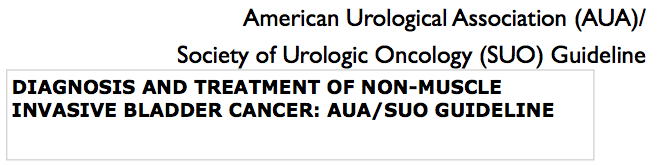 American Urological Association (AUA)/
Society of Urologic Oncology (SUO) Guideline
DIAGNOSIS AND TREATMENT OF NON-MUSCLE
INVASIVE BLADDER CANCER: AUA/SUO GUIDELINE